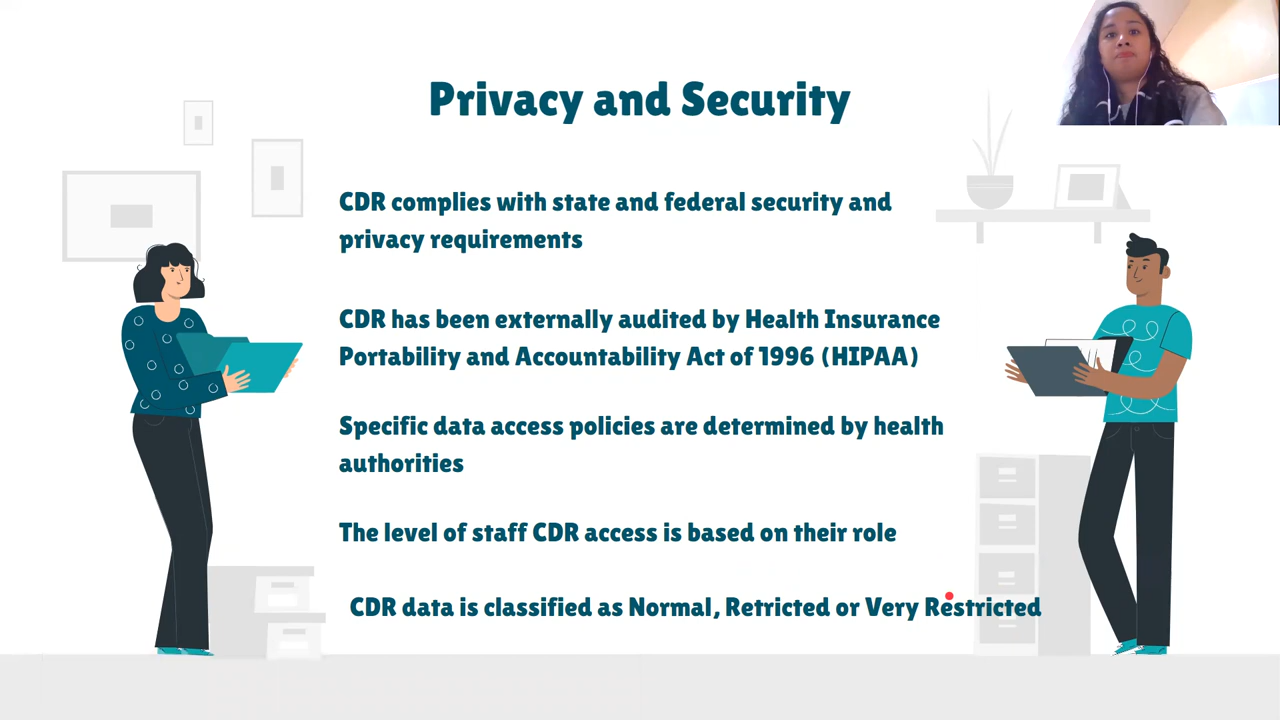 Privacy and Security
CDR complies with state and federal security and
privacy requirements
CDR has been externally audited by Health Insurance
Portability and Accountability Act of 1996 (HIPAA)
Specific data access policies are determined by health
authorities
The level of staff CDR access is based on their role
CDR data is classified as Normal, Retricted or Very Restricted